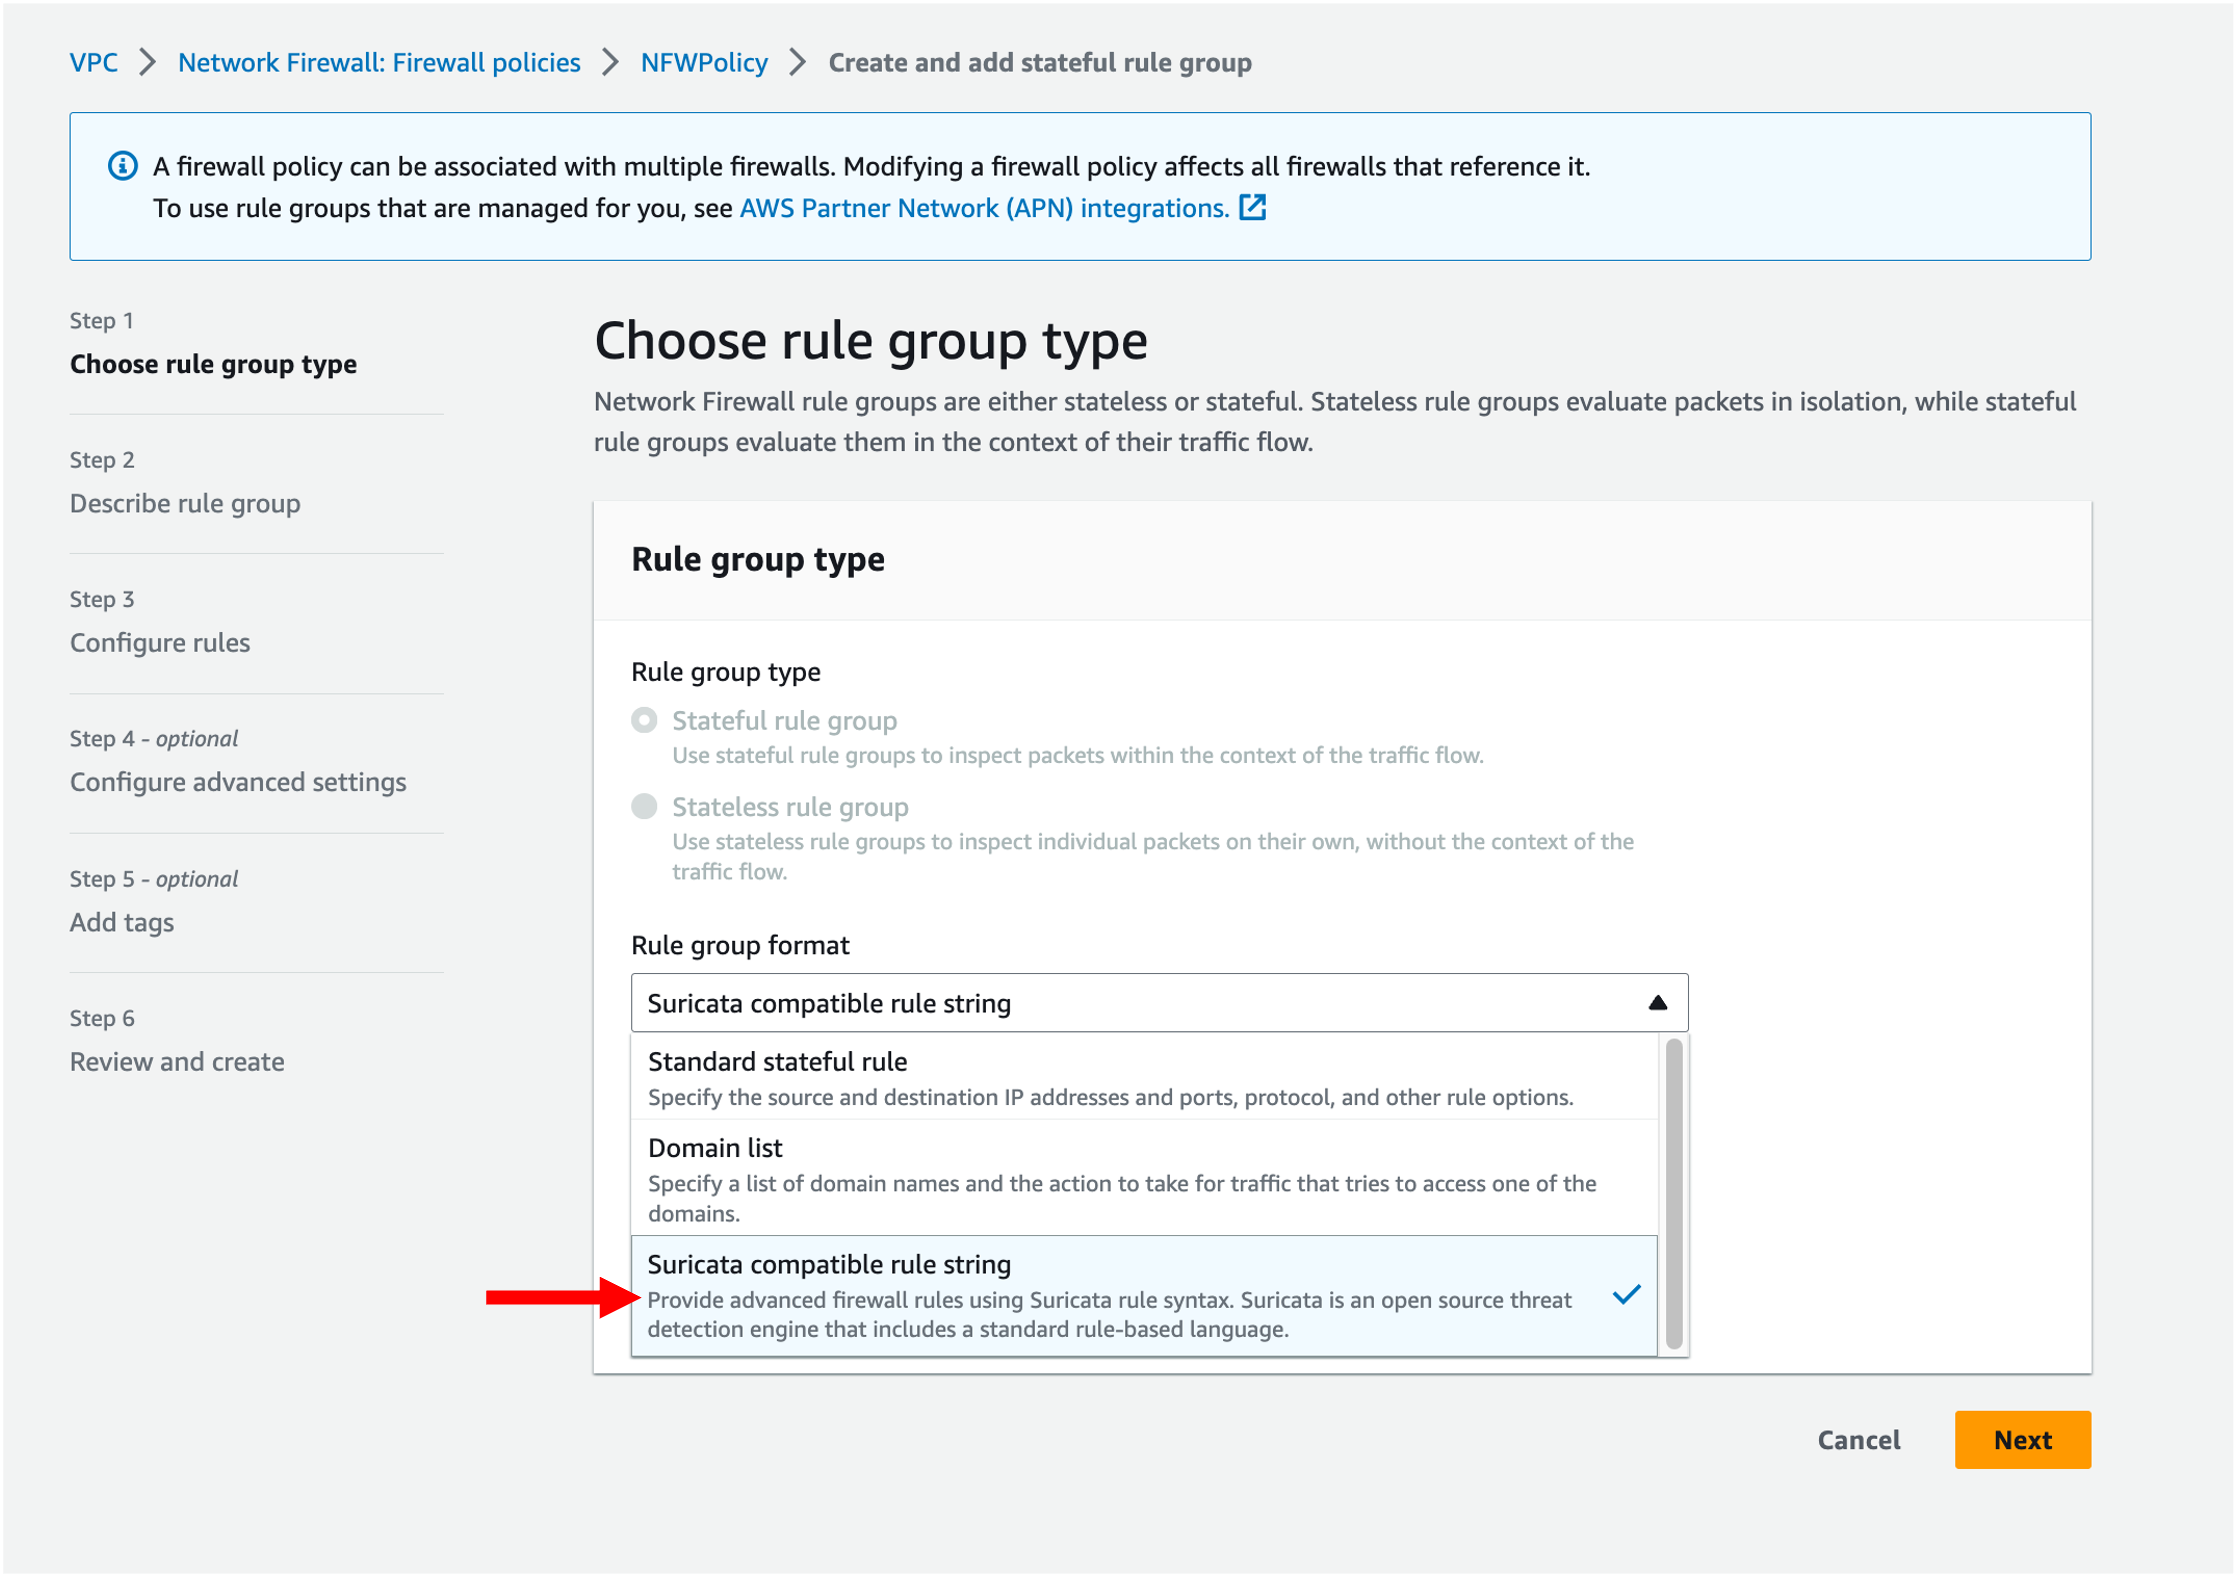 VPC > Network Firewall: Firewall policies > NFWPolicy > Create and add stateful rule group
A firewall policy can be associated with multiple firewalls. Modifying a firewall policy affects all firewalls that reference it.
To use rule groups that are managed for you, see AWS Partner Network (APN) integrations.
Step 1
Choose rule group type
Step 2
Describe rule group
Step 3
Configure rules
Step 4 - optional
Configure advanced settings
Step 5 - optional
Add tags
Step 6
Review and create
Choose rule group type
Network Firewall rule groups are either stateless or stateful. Stateless rule groups evaluate packets in isolation, while stateful
rule groups evaluate them in the context of their traffic flow.
Rule group type
Rule group type
Stateful rule group
Use stateful rule groups to inspect packets within the context of the traffic flow.
Stateless rule group
Use stateless rule groups to inspect individual packets on their own, without the context of the
traffic flow.
Rule group format
Suricata compatible rule string
Standard stateful rule
Specify the source and destination IP addresses and ports, protocol, and other rule options.
Domain list
Specify a list of domain names and the action to take for traffic that tries to access one of the
domains.
Suricata compatible rule string
Provide advanced firewall rules using Suricata rule syntax. Suricata is an open source threat
detection engine that includes a standard rule-based language.
Cancel
Next